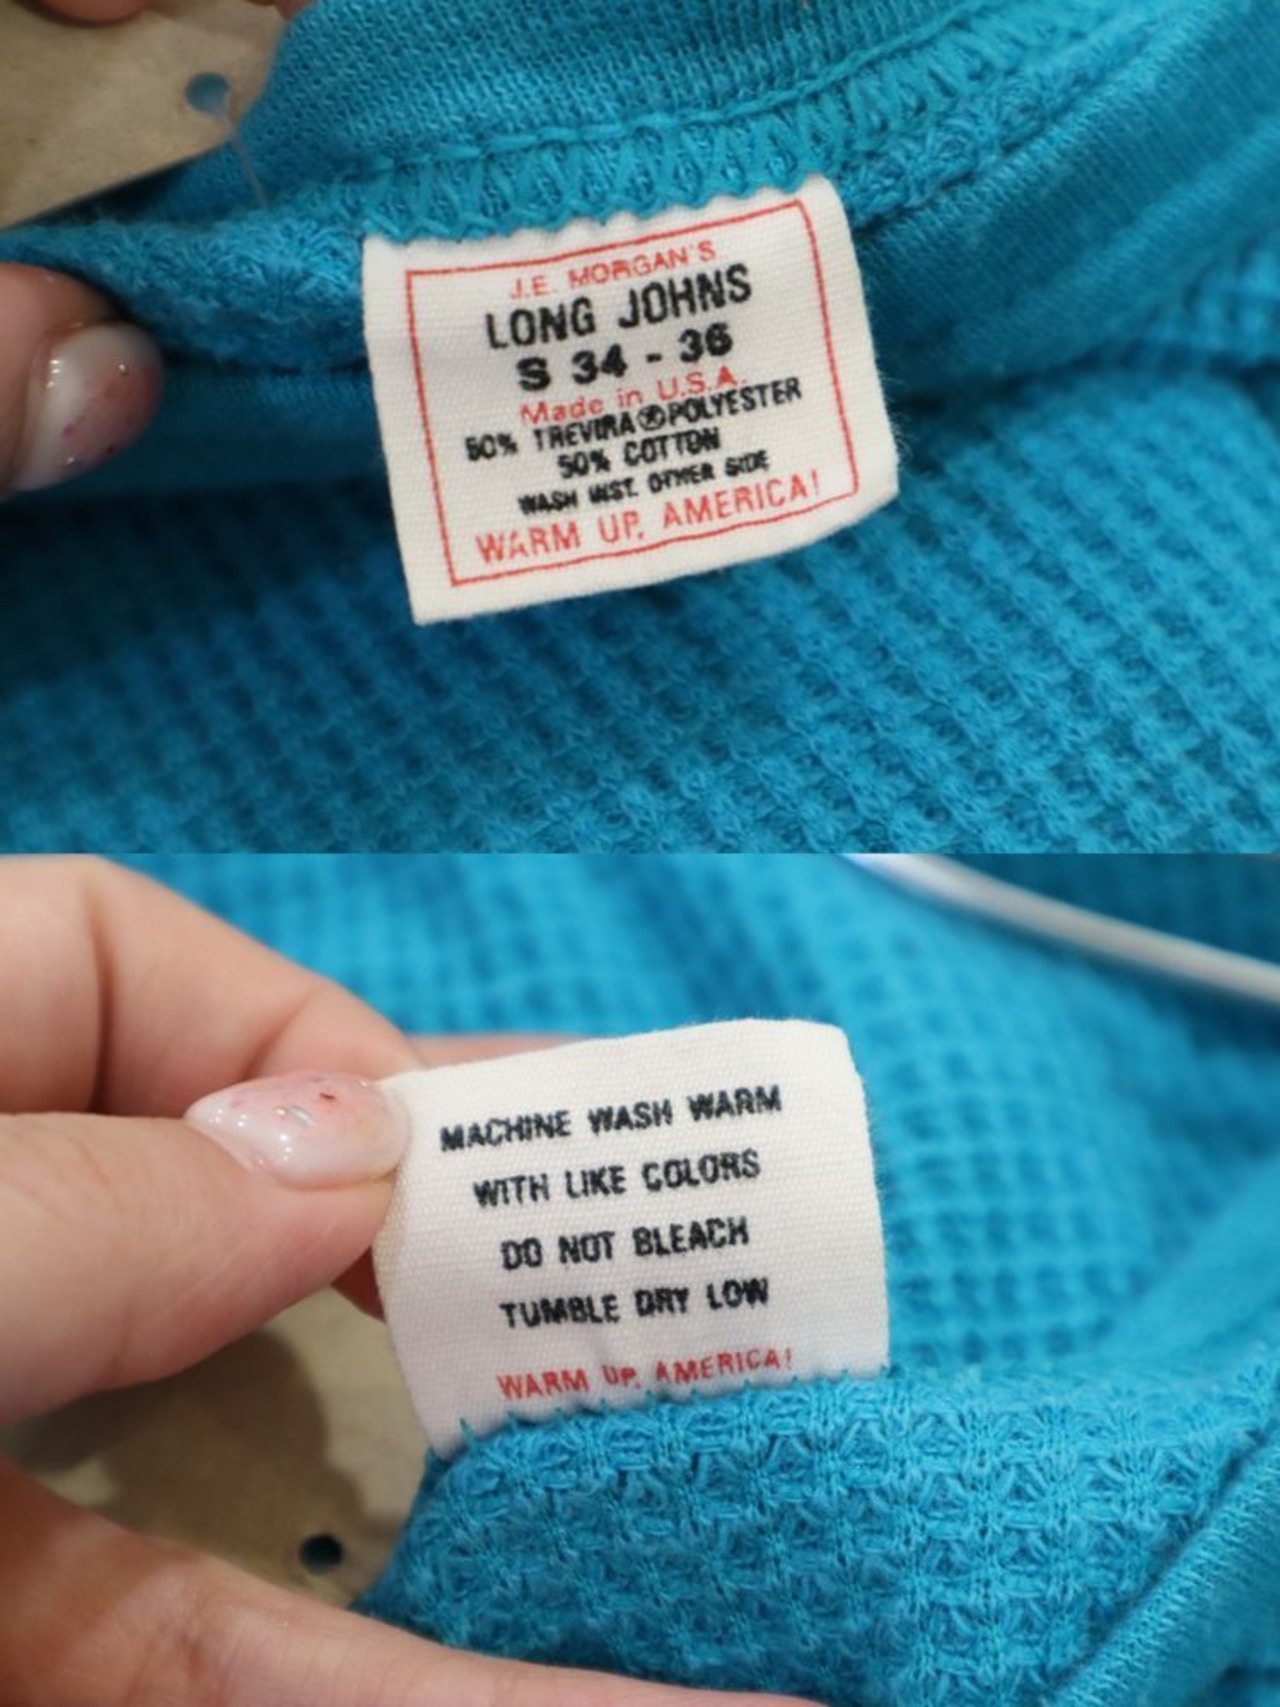 J.E. MORGAN'S
LONG JOHNS
S 34 - 36
Made in U.S.A.
50% TREVIRA® POLYESTER
50% COTTON
WASH INST. OTHER SIDE
WARM UP, AMERICA!
MACHINE WASH WARM
WITH LIKE COLORS
DO NOT BLEACH
TUMBLE DRY LOW
WARM UP, AMERICA!